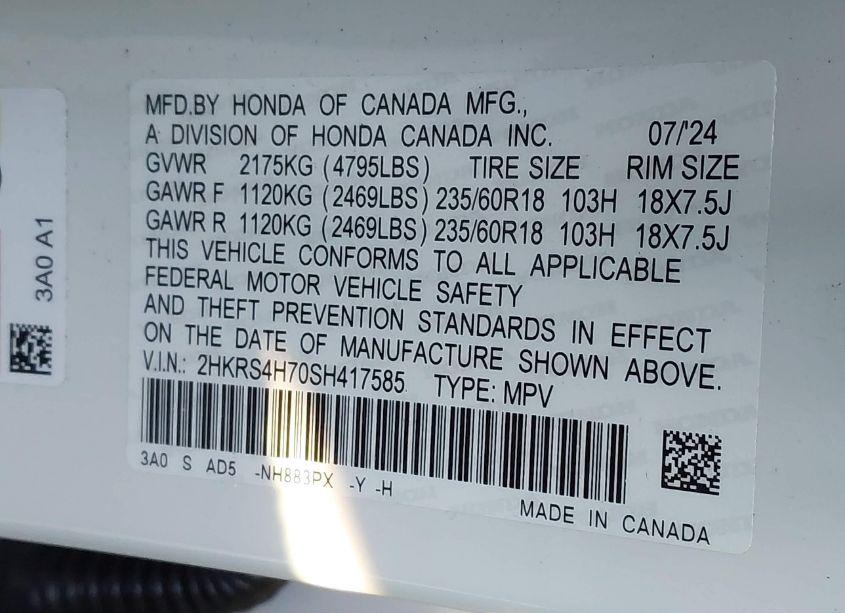 MFD.BY HONDA OF CANADA MFG.,
A DIVISION OF HONDA CANADA INC. 07/'24
GVWR 2175KG (4795LBS) TIRE SIZE RIM SIZE
GAWR F 1120KG (2469LBS) 235/60R18 103H 18X7.5J
GAWR R 1120KG (2469LBS) 235/60R18 103H 18X7.5J
THIS VEHICLE CONFORMS TO ALL APPLICABLE
FEDERAL MOTOR VEHICLE SAFETY
AND THEFT PREVENTION STANDARDS IN EFFECT
ON THE DATE OF MANUFACTURE SHOWN ABOVE.
V.I.N.: 2HKRS4H70SH417585 TYPE: MPV
3A0 S AD5 -NH883PX -Y -H
MADE IN CANADA
3A0 A1